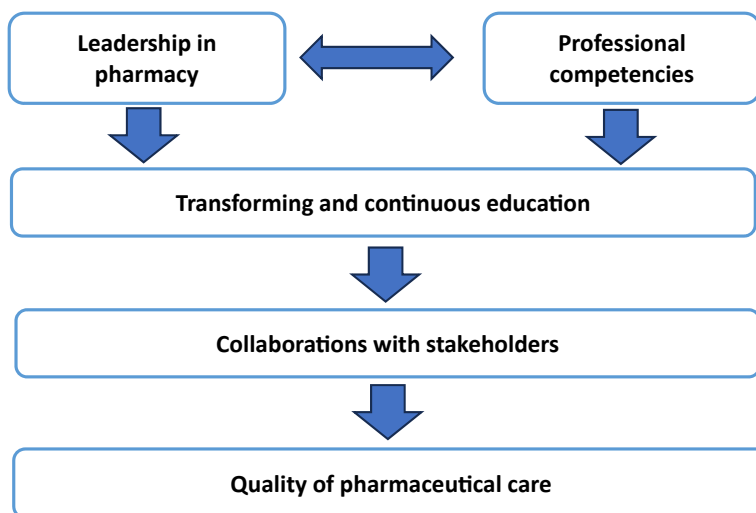 Leadership in
pharmacy
Professional
competencies
Transforming and continuous education
Collaborations with stakeholders
Quality of pharmaceutical care